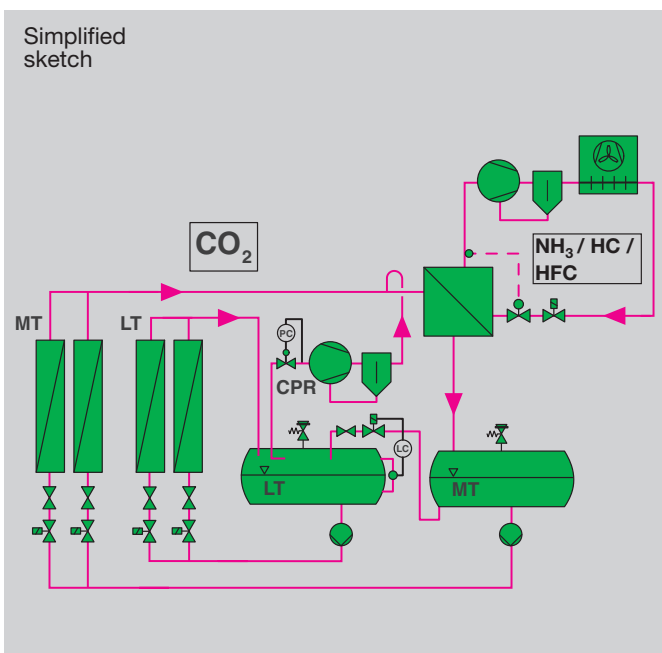 Simplified
sketch
CO₂
NH₃ / HC /
HFC
MT
LT
PC
CPR
LC
LT
MT